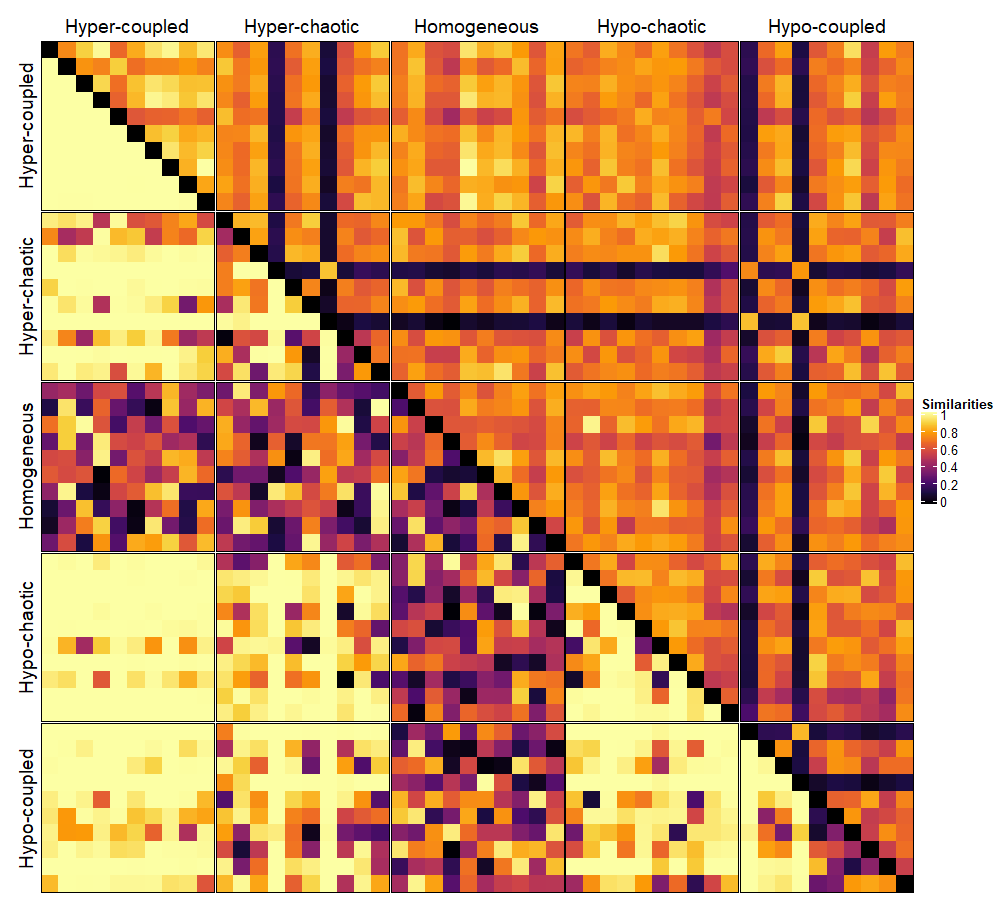 Hyper-coupled Hyper-chaotic Homogeneous Hypo-chaotic Hypo-coupled
Hyper-coupled
Hyper-chaotic
Homogeneous
Hypo-chaotic
Hypo-coupled
Similarities
1
0.8
0.6
0.4
0.2
0